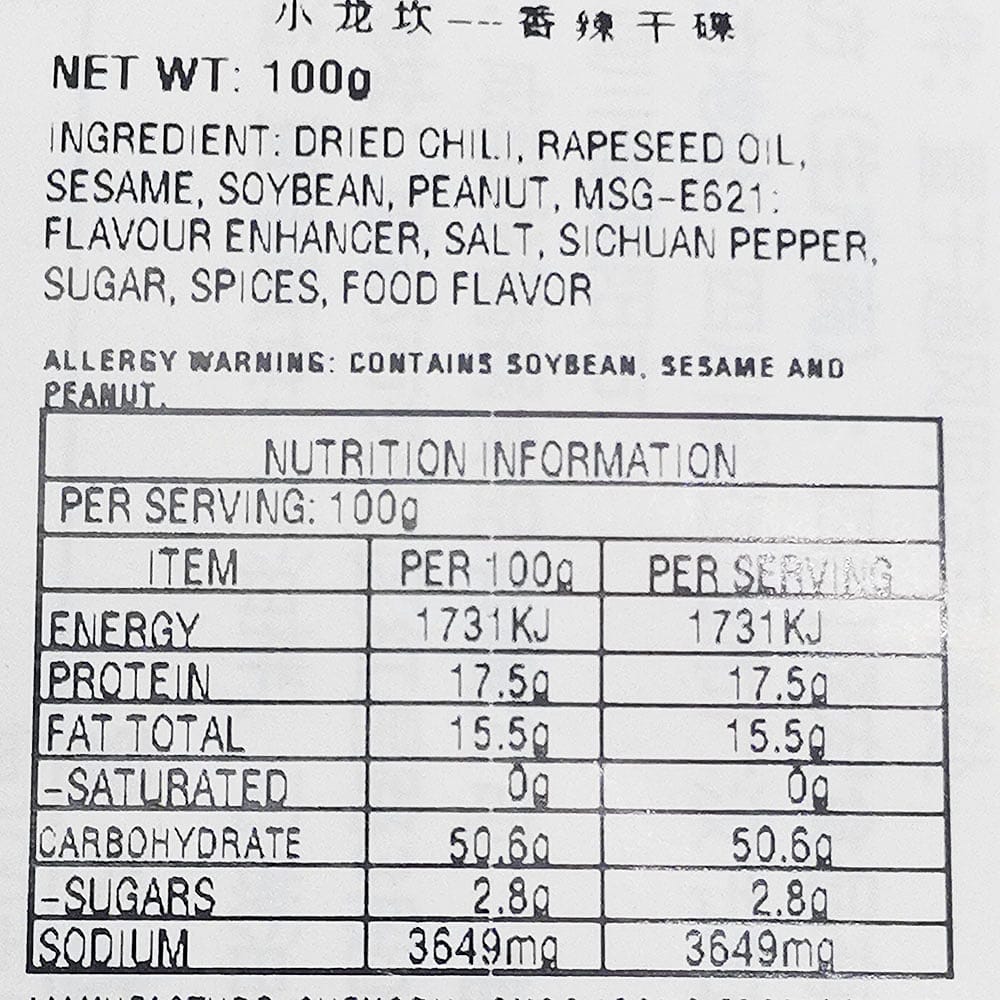 小龙坎---香辣干碟
NET WT: 100g
INGREDIENT: DRIED CHILI, RAPESEED OIL,
SESAME, SOYBEAN, PEANUT, MSG-E621:
FLAVOUR ENHANCER, SALT, SICHUAN PEPPER,
SUGAR, SPICES, FOOD FLAVOR
ALLERGY WARNING: CONTAINS SOYBEAN, SESAME AND
PEANUT.
NUTRITION INFORMATION
PER SERVING: 100g
ITEM PER 100g PER SERVING
ENERGY 1731KJ 1731KJ
PROTEIN 17.5g 17.5g
FAT TOTAL 15.5g 15.5g
-SATURATED 0g 0g
CARBOHYDRATE 50.6g 50.6g
-SUGARS 2.8g 2.8g
SODIUM 3649mg 3649mg